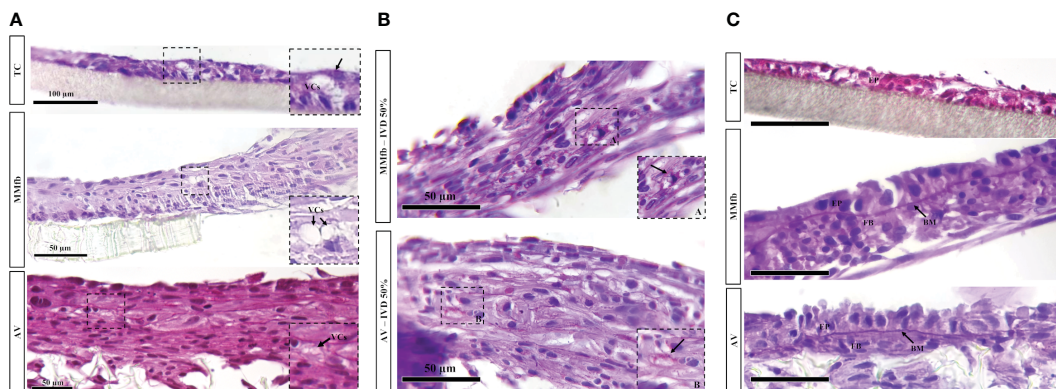 A
TC
VCs
100 µm
MMfb
VCs
50 µm
AV
VCs
50 µm
B
MMfb – IVD 50%
A
50 µm
A
AV – IVD 50%
B
50 µm
B
C
TC
EP
MMfb
EP
FB
BM
AV
EP
FB
BM